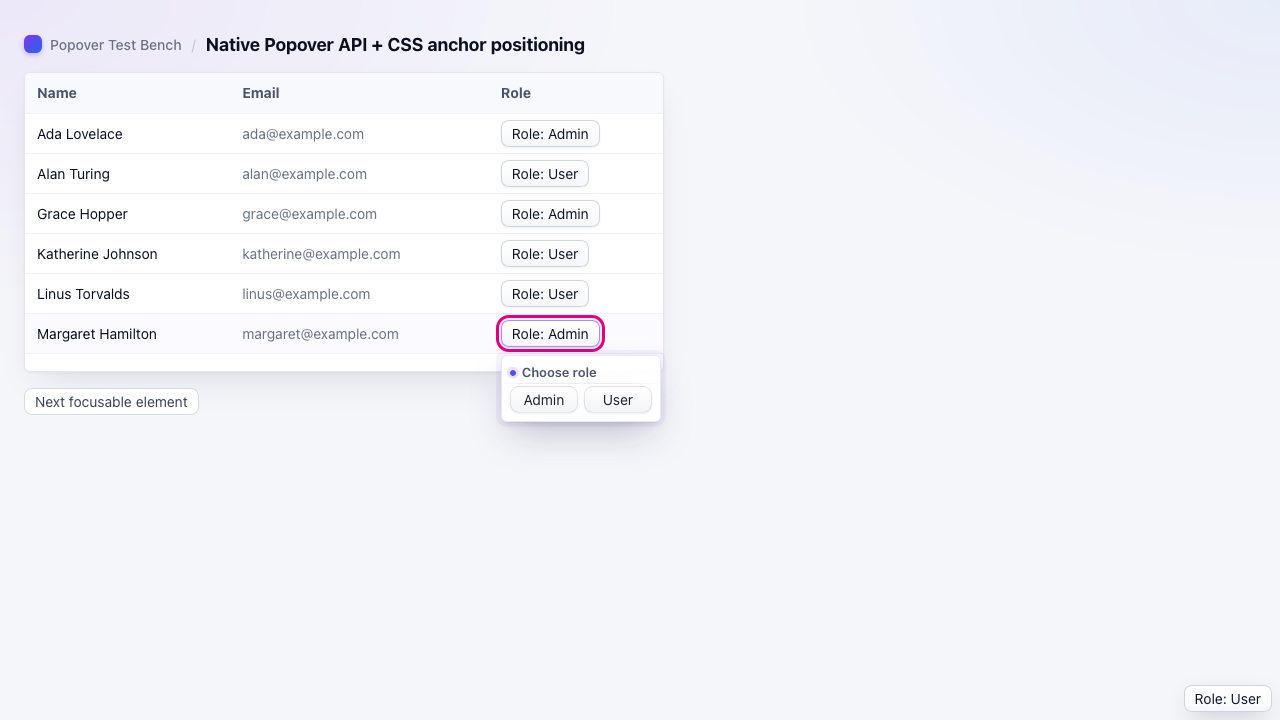 Popover Test Bench / Native Popover API + CSS anchor positioning
Name Email Role
Ada Lovelace ada@example.com Role: Admin
Alan Turing alan@example.com Role: User
Grace Hopper grace@example.com Role: Admin
Katherine Johnson katherine@example.com Role: User
Linus Torvalds linus@example.com Role: User
Margaret Hamilton margaret@example.com Role: Admin
Choose role
Admin User
Next focusable element
Role: User